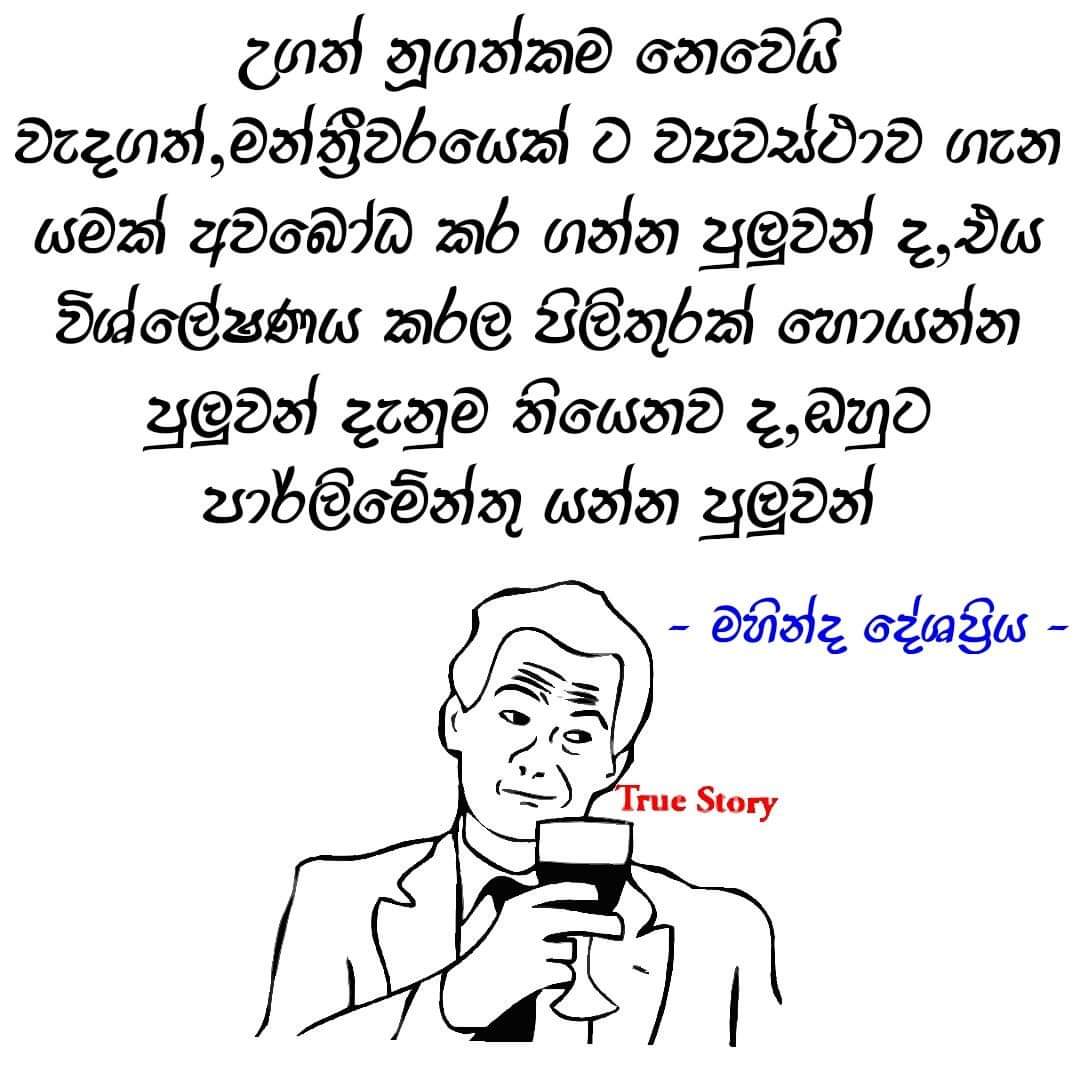 උගත් නූගත්කම නෙවෙයි
වැදගත්,මන්ත්‍රීවරයෙක් ට ව්‍යවස්ථාව ගැන
යමක් අවබෝධ කර ගන්න පුලුවන් ද,එය
විශ්ලේෂණය කරල පිලිතුරක් හොයන්න
පුලුවන් දැනුම තියෙනව ද,ඔහුට
පාර්ලිමේන්තු යන්න පුලුවන්
- මහින්ද දේශප්‍රිය -
True Story